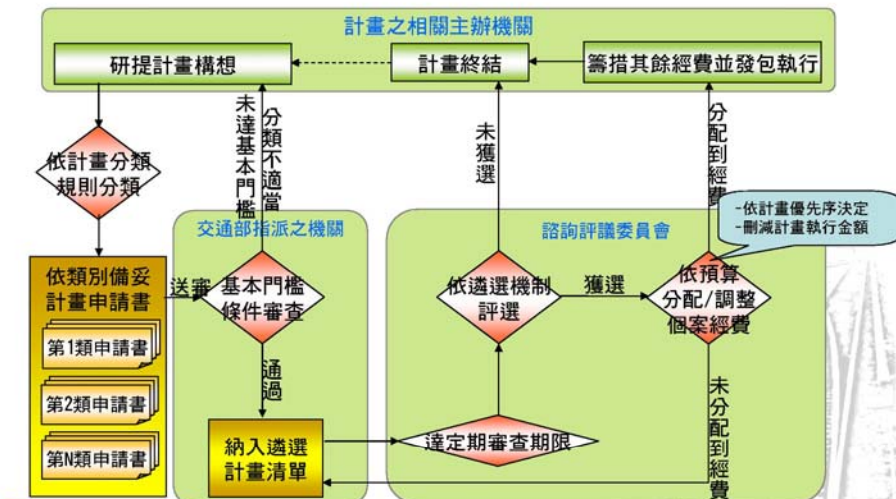 計畫之相關主辦機關
研提計畫構想
計畫終結
籌措其餘經費並發包執行
未達基本門檻
分類不適當
未獲選
分配到經費
依計畫分類
規則分類
-依計畫優先序決定
-刪減計畫執行金額
交通部指派之機關
諮詢評議委員會
依類別備妥
計畫申請書
送審
基本門檻
條件審查
依遴選機制
評選
獲選
依預算
分配/調整
個案經費
第1類申請書
第2類申請書
第N類申請書
通過
未分配到經費
納入遴選
計畫清單
達定期審查期限